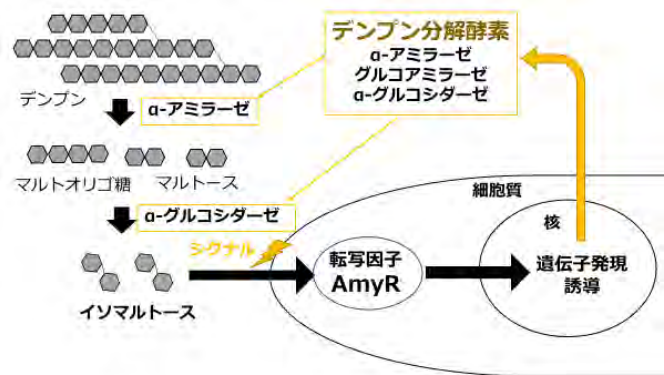 デンプン分解酵素
α-アミラーゼ
グルコアミラーゼ
α-グルコシダーゼ
デンプン
α-アミラーゼ
マルトオリゴ糖
マルトース
α-グルコシダーゼ
シグナル
イソマルトース
細胞質
転写因子
AmyR
核
遺伝子発現
誘導